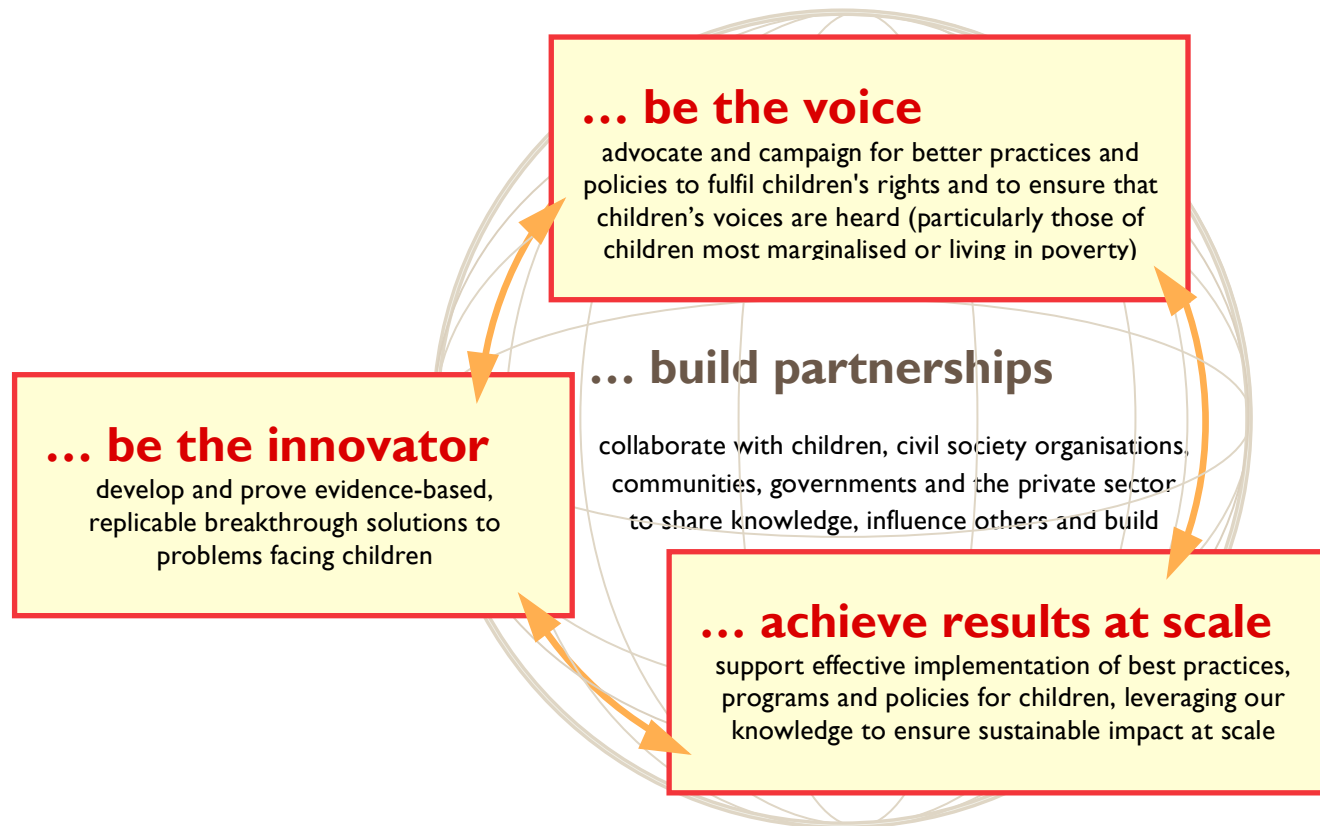 ... be the voice
advocate and campaign for better practices and
policies to fulfil children's rights and to ensure that
children’s voices are heard (particularly those of
children most marginalised or living in poverty)
... build partnerships
collaborate with children, civil society organisations,
communities, governments and the private sector
to share knowledge, influence others and build
... be the innovator
develop and prove evidence-based,
replicable breakthrough solutions to
problems facing children
... achieve results at scale
support effective implementation of best practices,
programs and policies for children, leveraging our
knowledge to ensure sustainable impact at scale